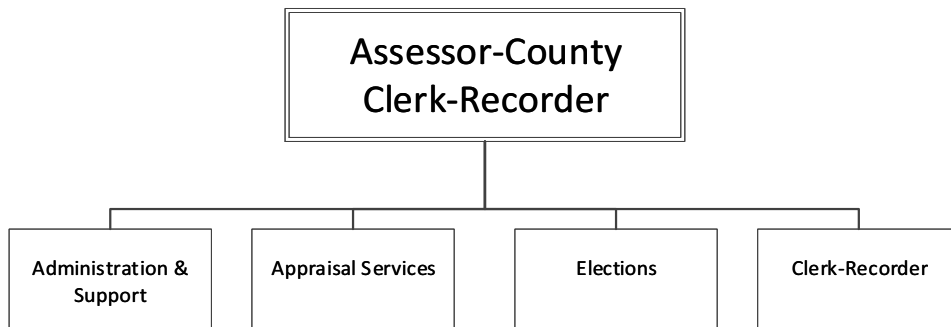 Assessor-County
Clerk-Recorder
Administration &
Support
Appraisal Services
Elections
Clerk-Recorder